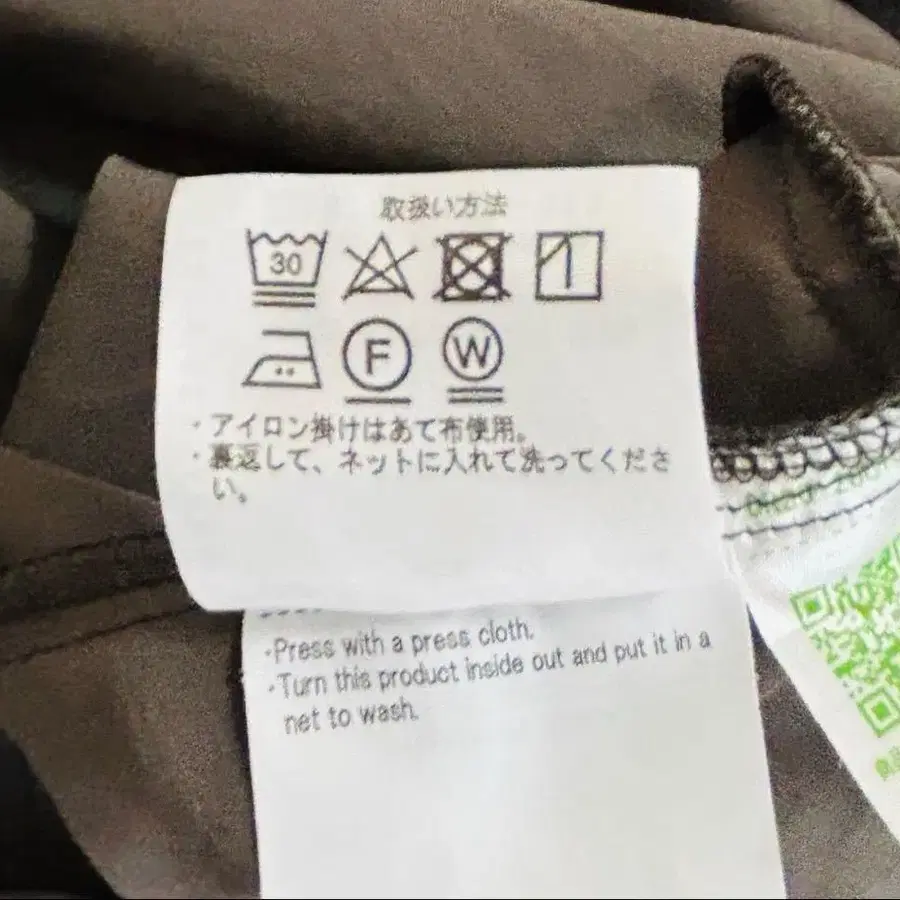 取扱い方法
30
F
W
・アイロン掛けはあて布使用。
・裏返して、ネットに入れて洗ってくださ
い。
・Press with a press cloth.
・Turn this product inside out and put it in a
net to wash.